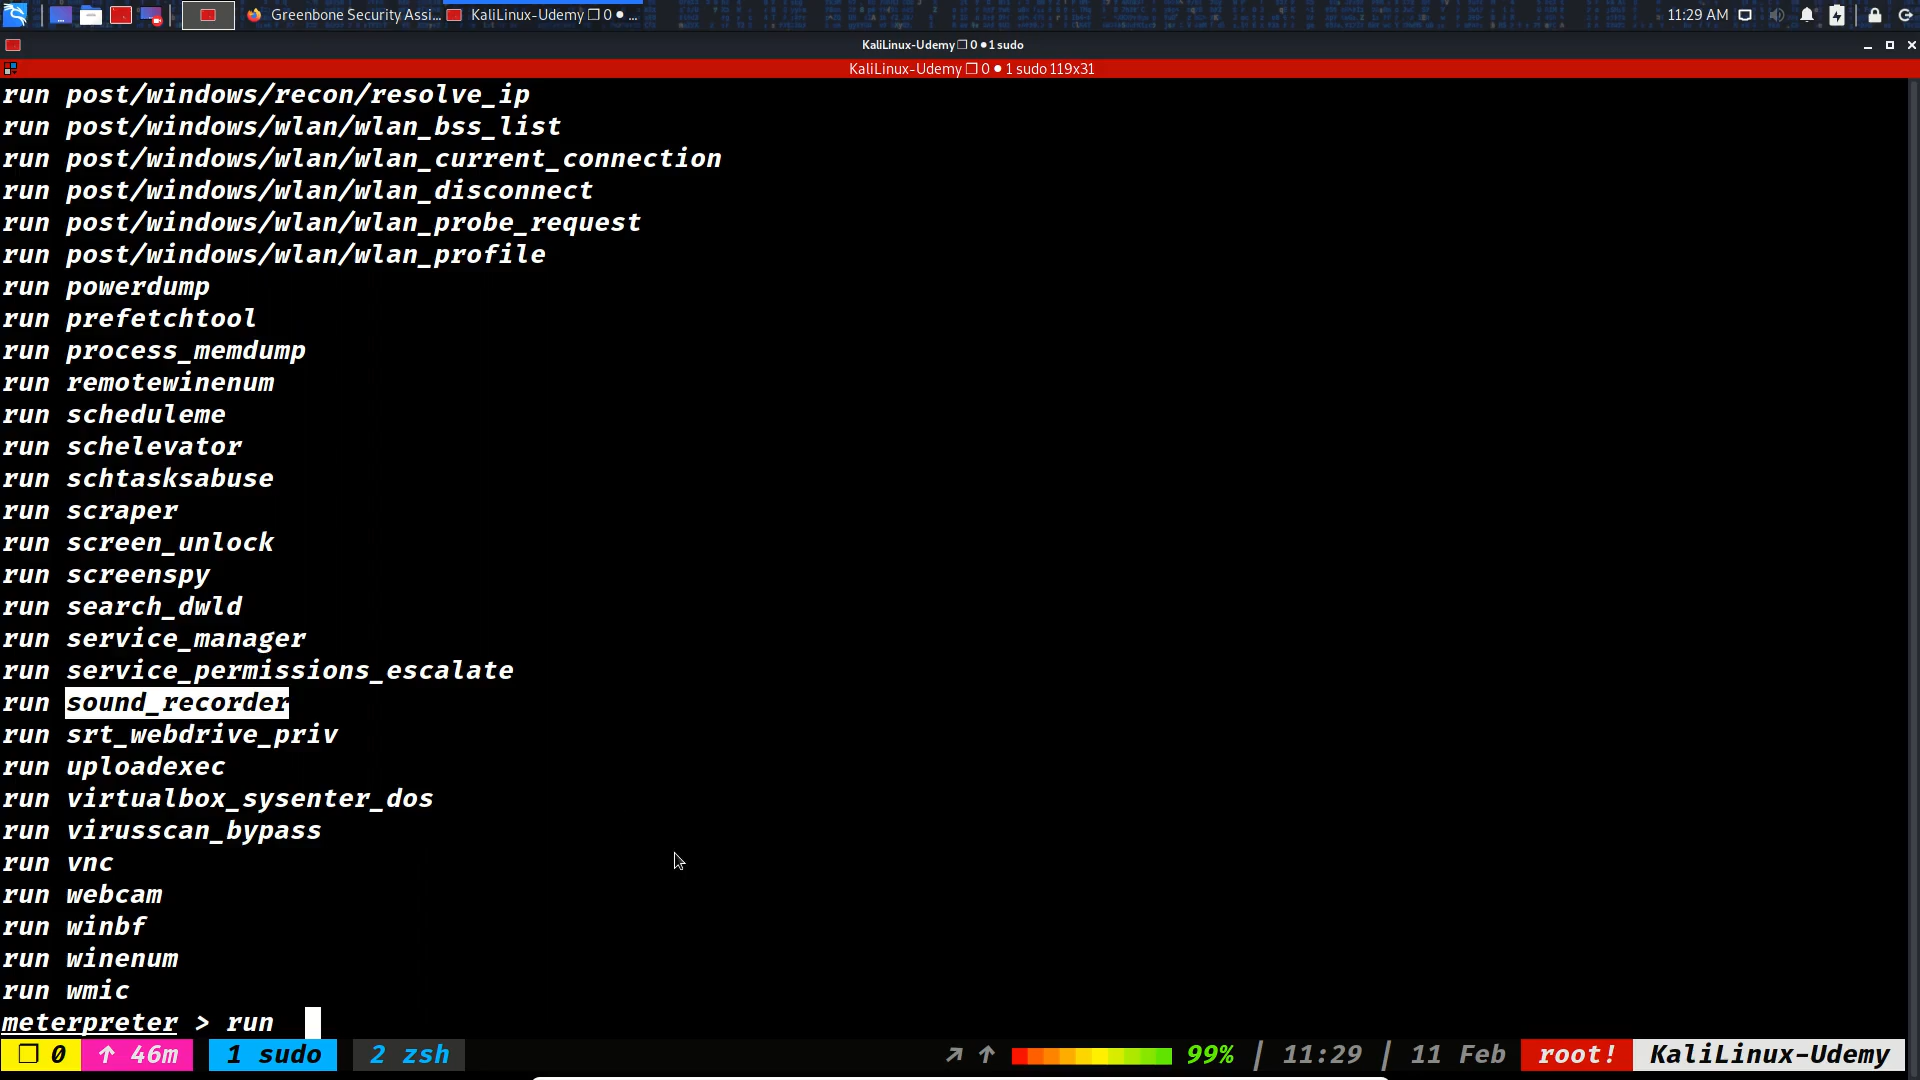 Greenbone Security Assi...
KaliLinux-Udemy ❐ 0 ● ...
11:29 AM
KaliLinux-Udemy ❐ 0 ● 1 sudo
KaliLinux-Udemy ❐ 0 ● 1 sudo 119x31
run post/windows/recon/resolve_ip
run post/windows/wlan/wlan_bss_list
run post/windows/wlan/wlan_current_connection
run post/windows/wlan/wlan_disconnect
run post/windows/wlan/wlan_probe_request
run post/windows/wlan/wlan_profile
run powerdump
run prefetchtool
run process_memdump
run remotewinenum
run scheduleme
run schelevator
run schtasksabuse
run scraper
run screen_unlock
run screenspy
run search_dwld
run service_manager
run service_permissions_escalate
run sound_recorder
run srt_webdrive_priv
run uploadexec
run virtualbox_sysenter_dos
run virusscan_bypass
run vnc
run webcam
run winbf
run winenum
run wmic
meterpreter > run
❐ 0 ↑ 46m 1 sudo 2 zsh ↗ ↑ 99% | 11:29 | 11 Feb root! KaliLinux-Udemy